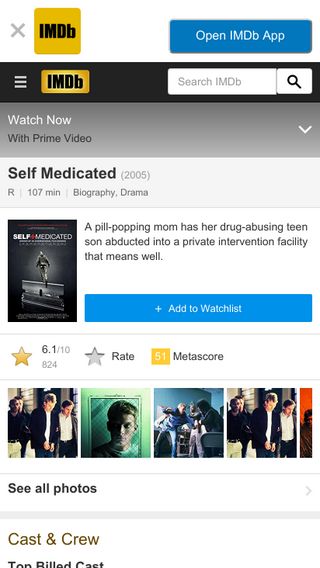 IMDb
Open IMDb App
IMDb
Search IMDb
Watch Now
With Prime Video
Self Medicated (2005)
R | 107 min | Biography, Drama
SELF MEDICATED
A pill-popping mom has her drug-abusing teen
son abducted into a private intervention facility
that means well.
+ Add to Watchlist
6.1/10
824
Rate
51 Metascore
See all photos
Cast & Crew
Top Billed Cast